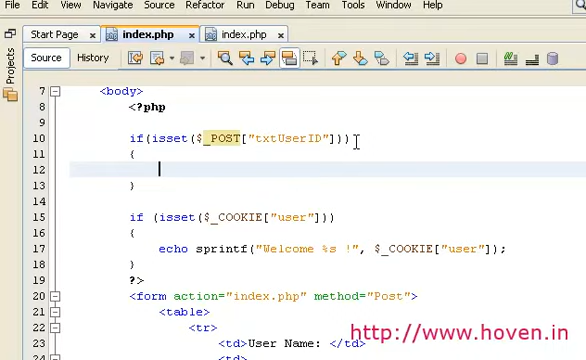 File Edit View Navigate Source Refactor Run Debug Team Tools Window Help
Start Page index.php index.php
Source History
Projects
7 <body>
8 <?php
9
10 if(isset($_POST["txtUserID"]))
11 {
12
13 }
14
15 if (isset($_COOKIE["user"]))
16 {
17 echo sprintf("Welcome %s !", $_COOKIE["user"]);
18 }
19 ?>
20 <form action="index.php" method="Post">
21 <table>
22 <tr>
23 <td>User Name: </td>
24 <td>
http://www.hoven.in